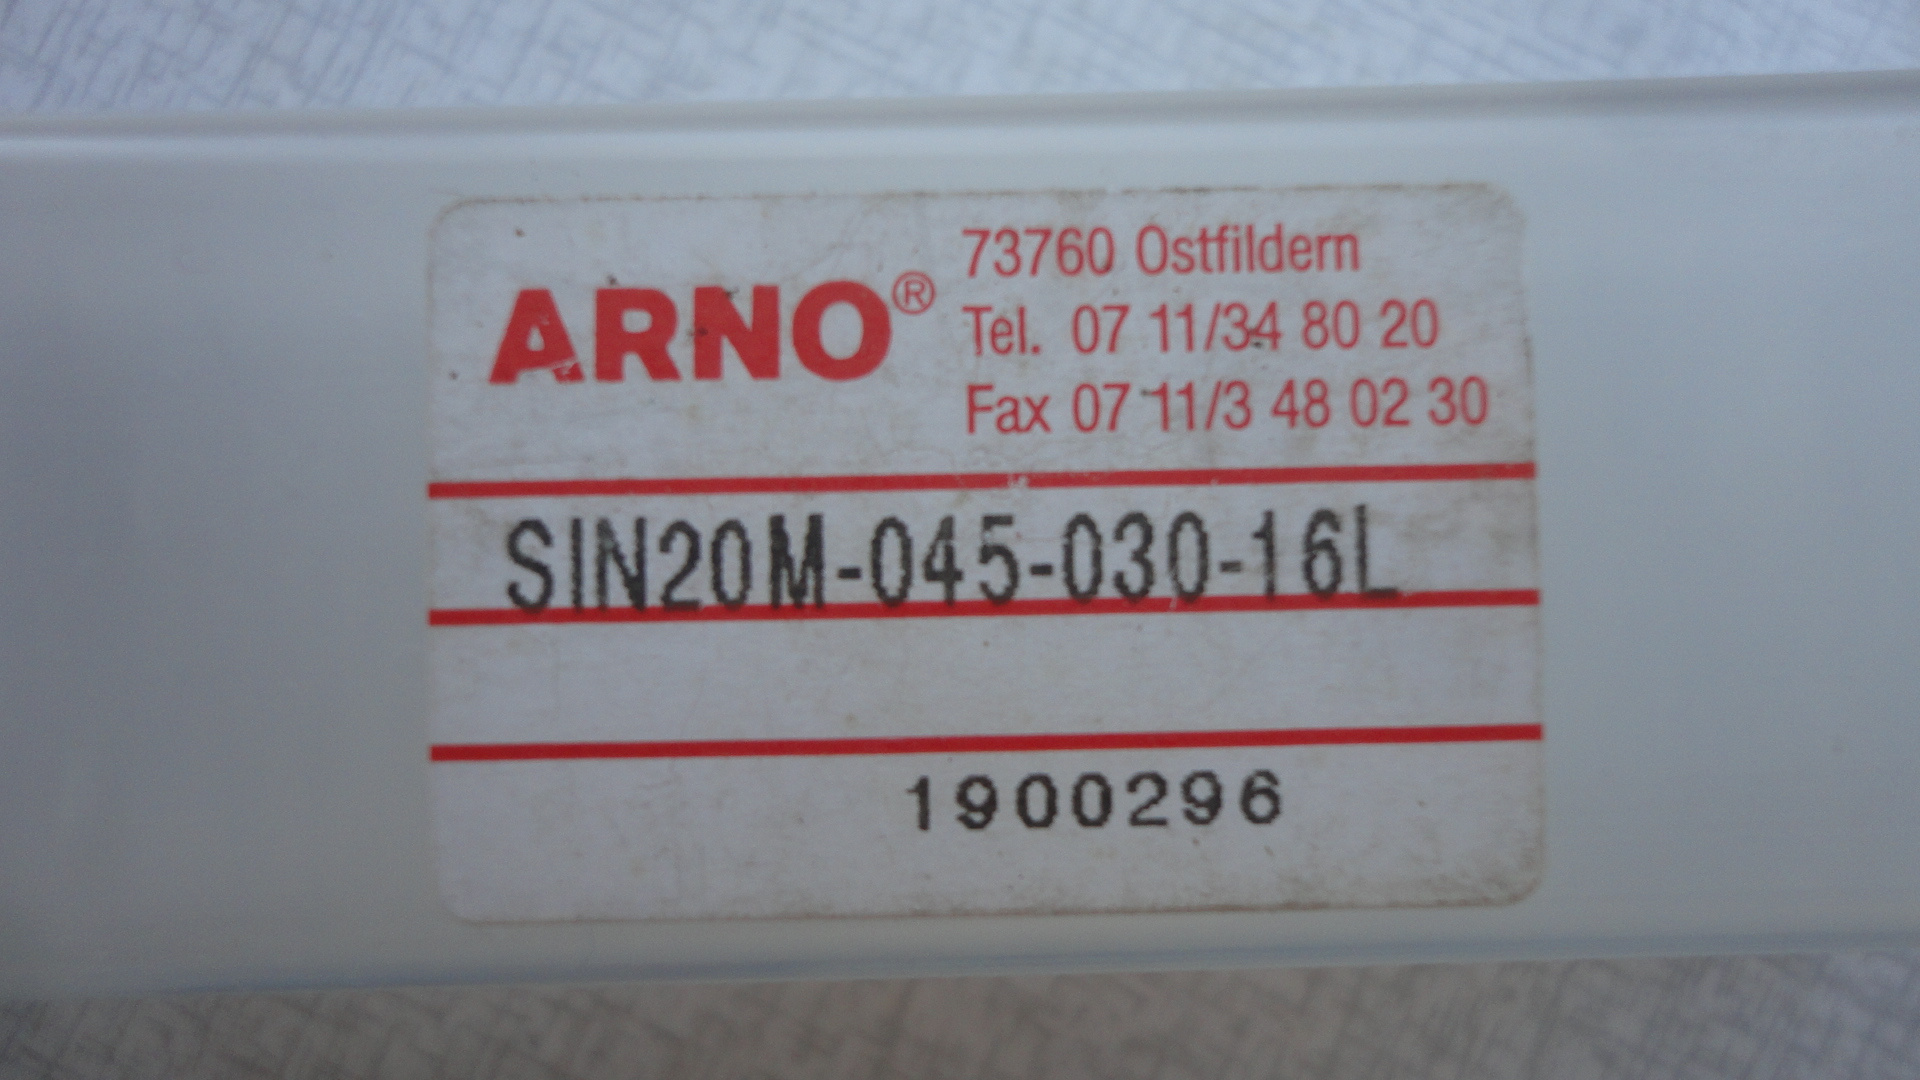 ARNO®
73760 Ostfildern
Tel. 07 11/34 80 20
Fax 07 11/3 48 02 30
SIN20M-045-030-16L
1900296